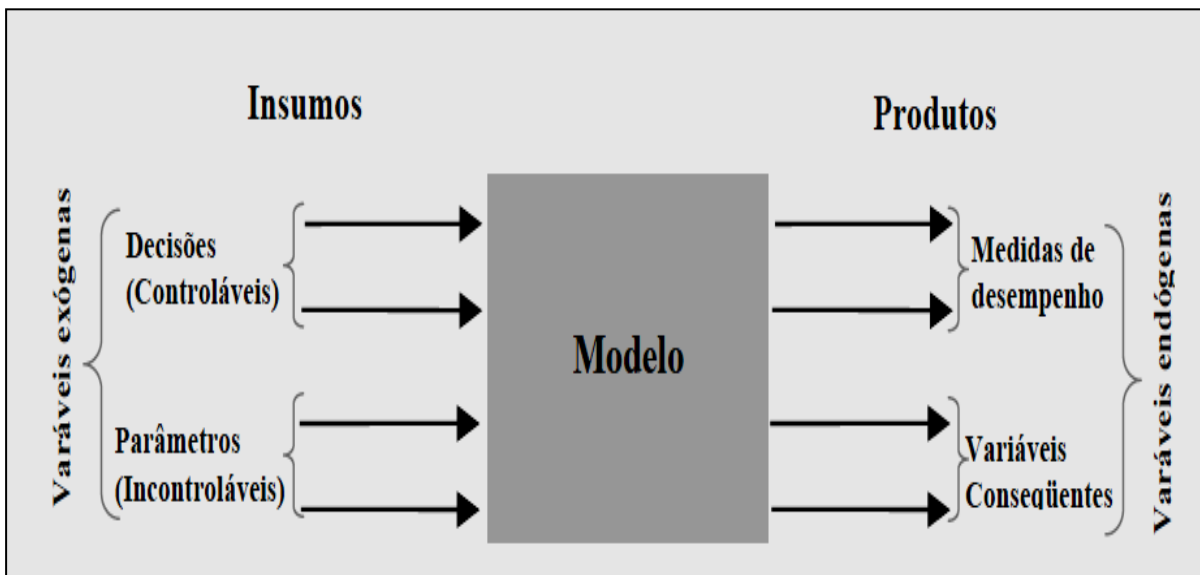 Insumos
Produtos
Varáveis exógenas
Decisões
(Controláveis)
Parâmetros
(Incontroláveis)
Modelo
Medidas de
desempenho
Variáveis
Conseqüentes
Varáveis endógenas